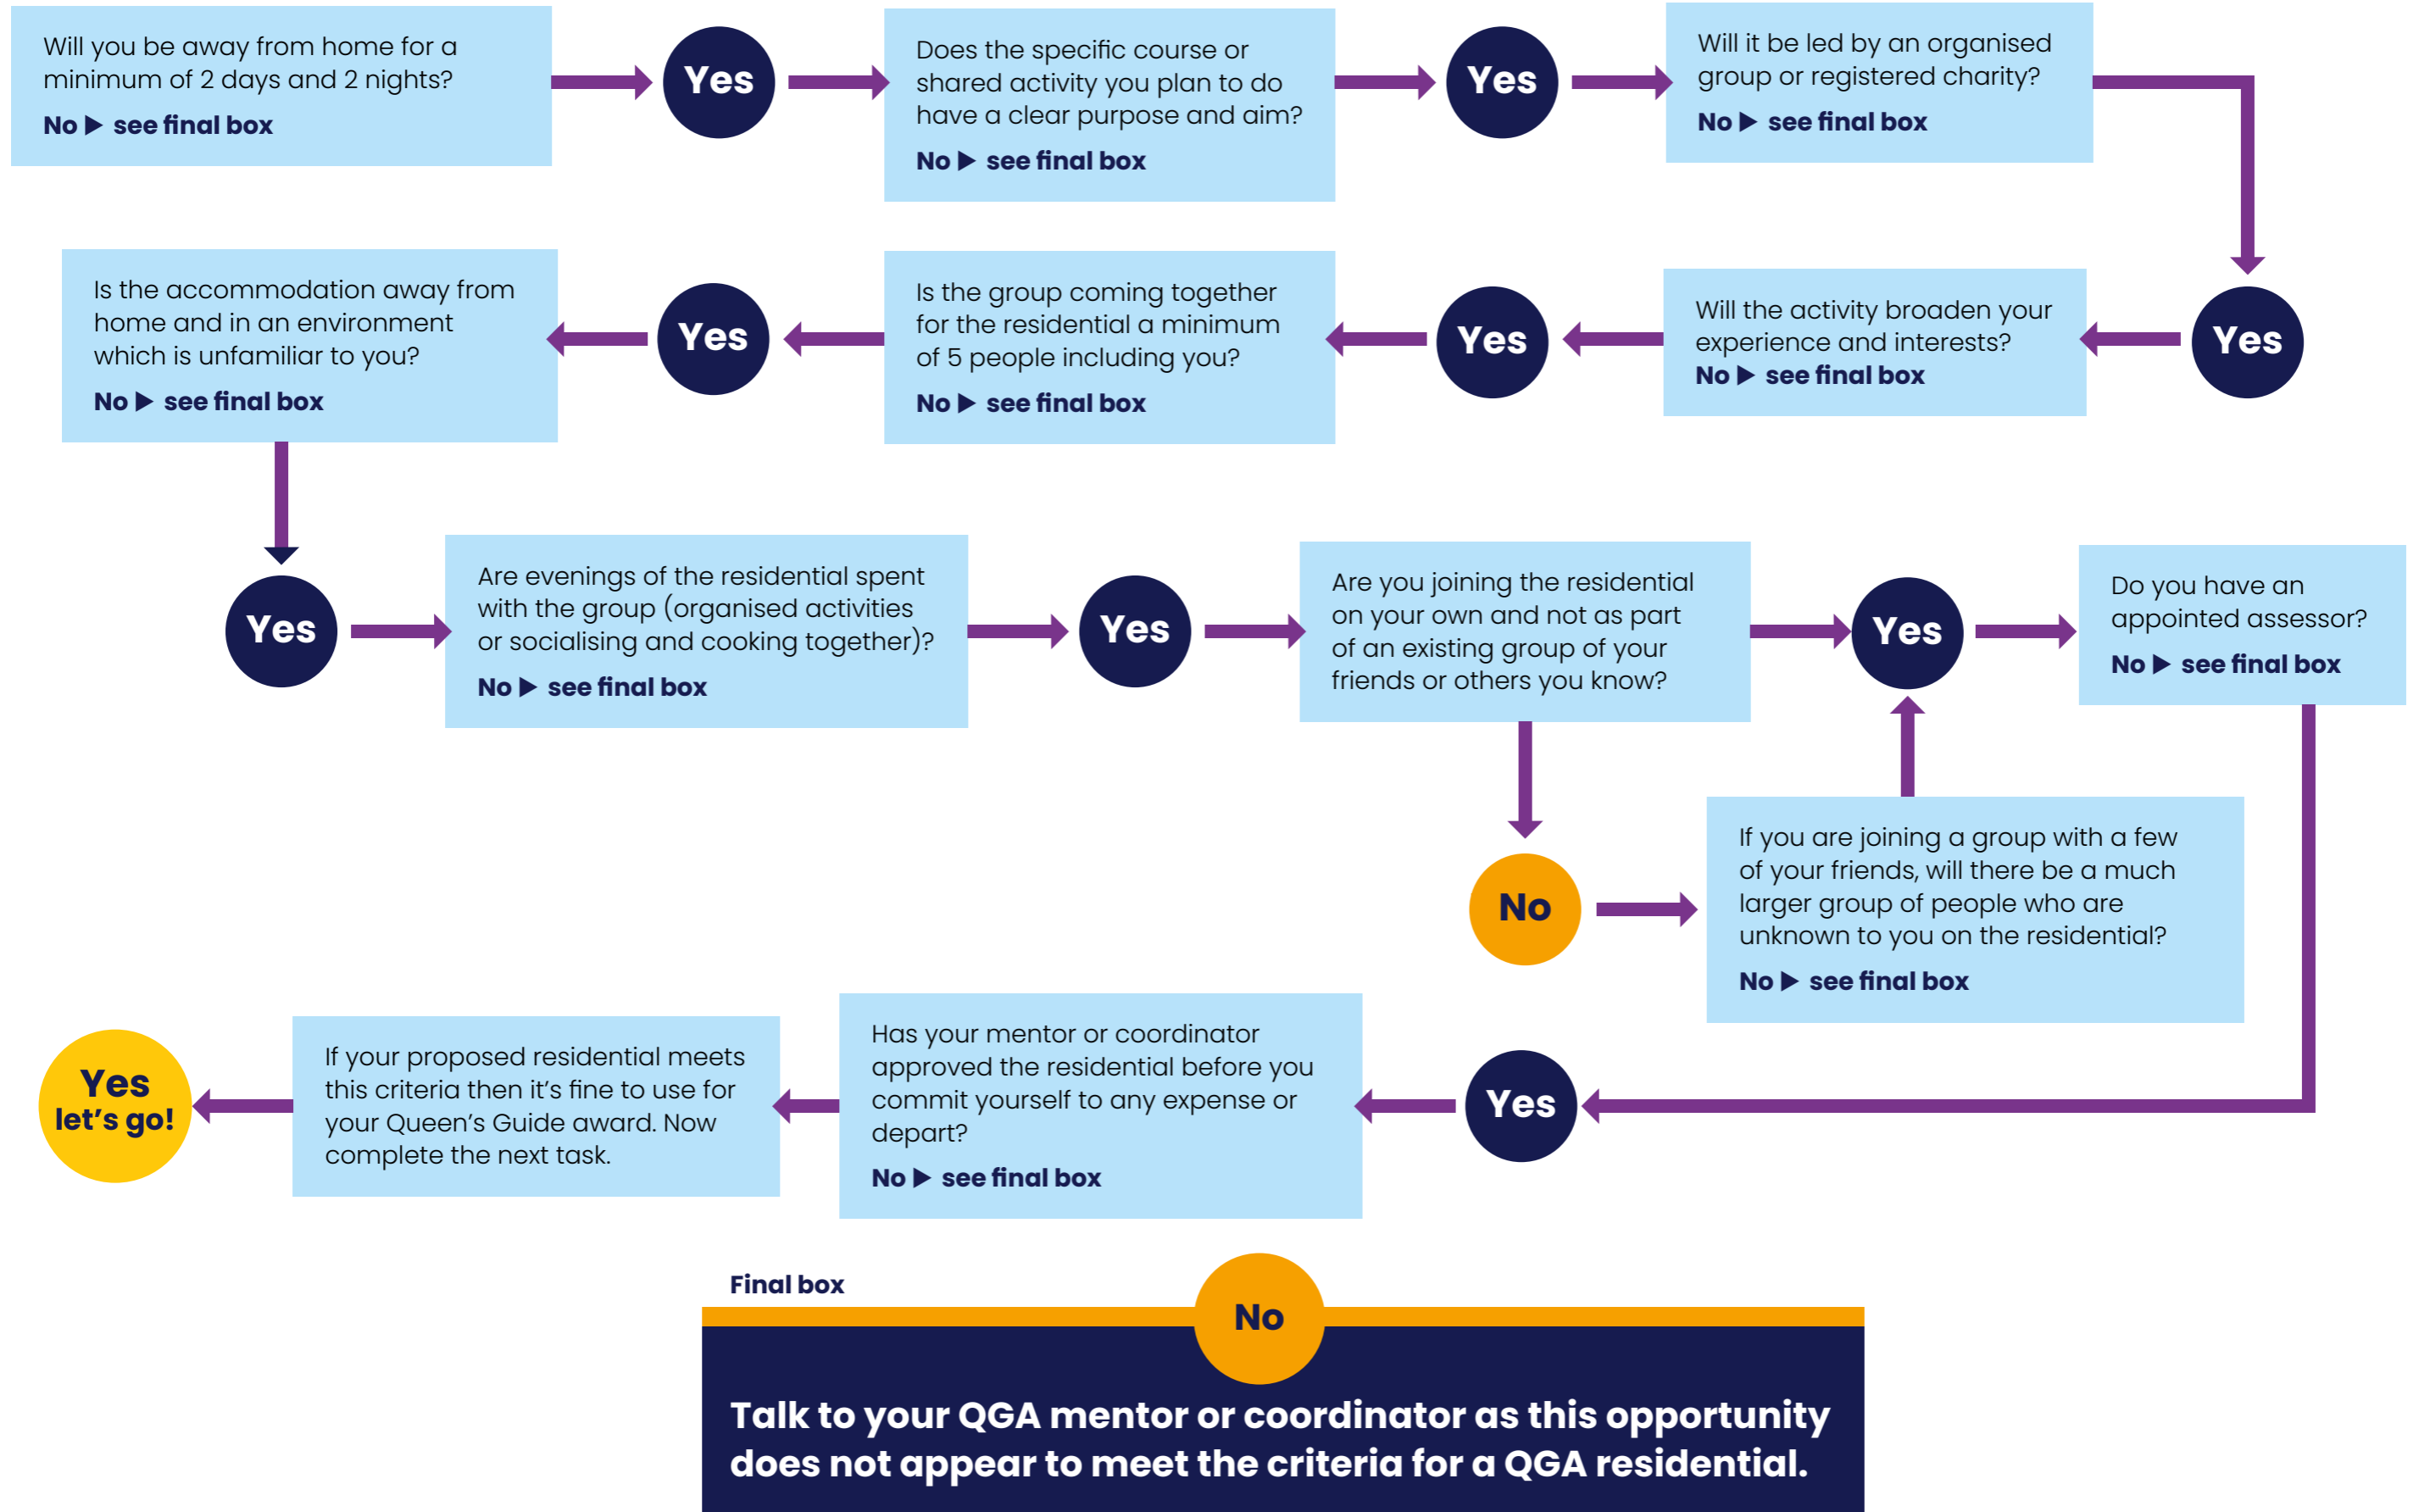 Will you be away from home for a
minimum of 2 days and 2 nights?
No ▶ see final box
Yes
Does the specific course or
shared activity you plan to do
have a clear purpose and aim?
No ▶ see final box
Yes
Will it be led by an organised
group or registered charity?
No ▶ see final box
Yes
Will the activity broaden your
experience and interests?
No ▶ see final box
Yes
Is the group coming together
for the residential a minimum
of 5 people including you?
No ▶ see final box
Yes
Is the accommodation away from
home and in an environment
which is unfamiliar to you?
No ▶ see final box
Yes
Are evenings of the residential spent
with the group (organised activities
or socialising and cooking together)?
No ▶ see final box
Yes
Are you joining the residential
on your own and not as part
of an existing group of your
friends or others you know?
No
If you are joining a group with a few
of your friends, will there be a much
larger group of people who are
unknown to you on the residential?
No ▶ see final box
Yes
Do you have an
appointed assessor?
No ▶ see final box
Yes
Has your mentor or coordinator
approved the residential before you
commit yourself to any expense or
depart?
No ▶ see final box
If your proposed residential meets
this criteria then it’s fine to use for
your Queen’s Guide award. Now
complete the next task.
Yes
let’s go!
Final box
No
Talk to your QGA mentor or coordinator as this opportunity
does not appear to meet the criteria for a QGA residential.